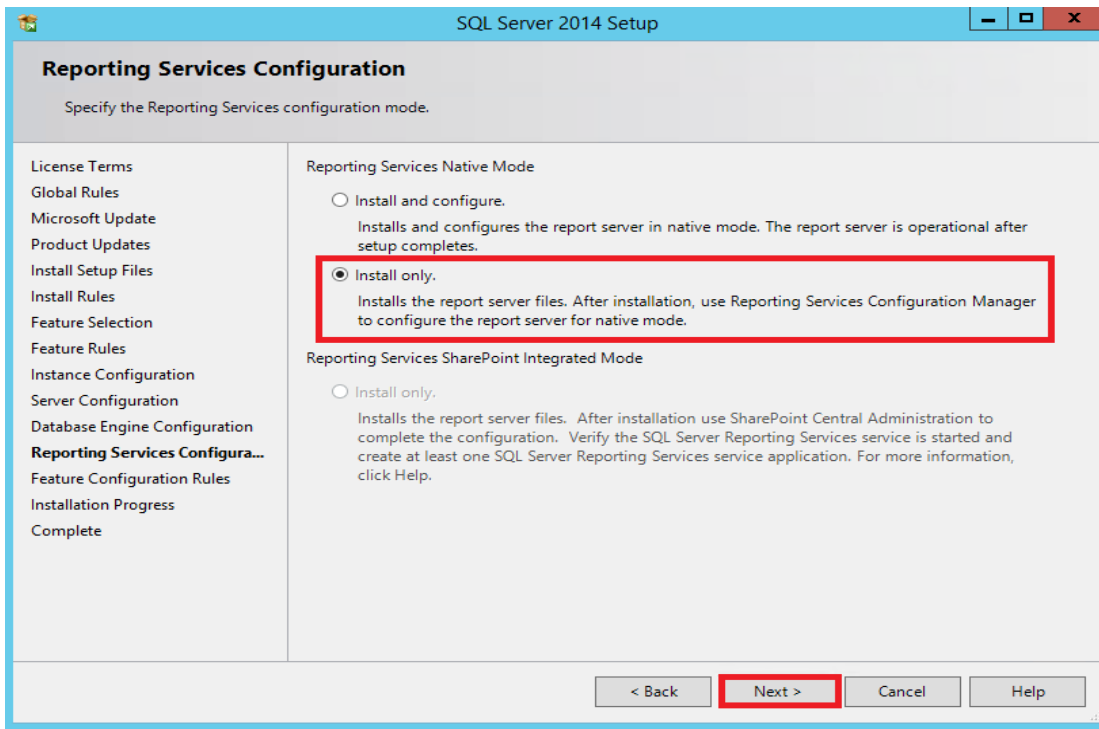 SQL Server 2014 Setup
Reporting Services Configuration
Specify the Reporting Services configuration mode.
License Terms
Global Rules
Microsoft Update
Product Updates
Install Setup Files
Install Rules
Feature Selection
Feature Rules
Instance Configuration
Server Configuration
Database Engine Configuration
Reporting Services Configura...
Feature Configuration Rules
Installation Progress
Complete
Reporting Services Native Mode
Install and configure.
Installs and configures the report server in native mode. The report server is operational after
setup completes.
Install only.
Installs the report server files. After installation, use Reporting Services Configuration Manager
to configure the report server for native mode.
Reporting Services SharePoint Integrated Mode
Install only.
Installs the report server files. After installation use SharePoint Central Administration to
complete the configuration. Verify the SQL Server Reporting Services service is started and
create at least one SQL Server Reporting Services service application. For more information,
click Help.
< Back
Next >
Cancel
Help